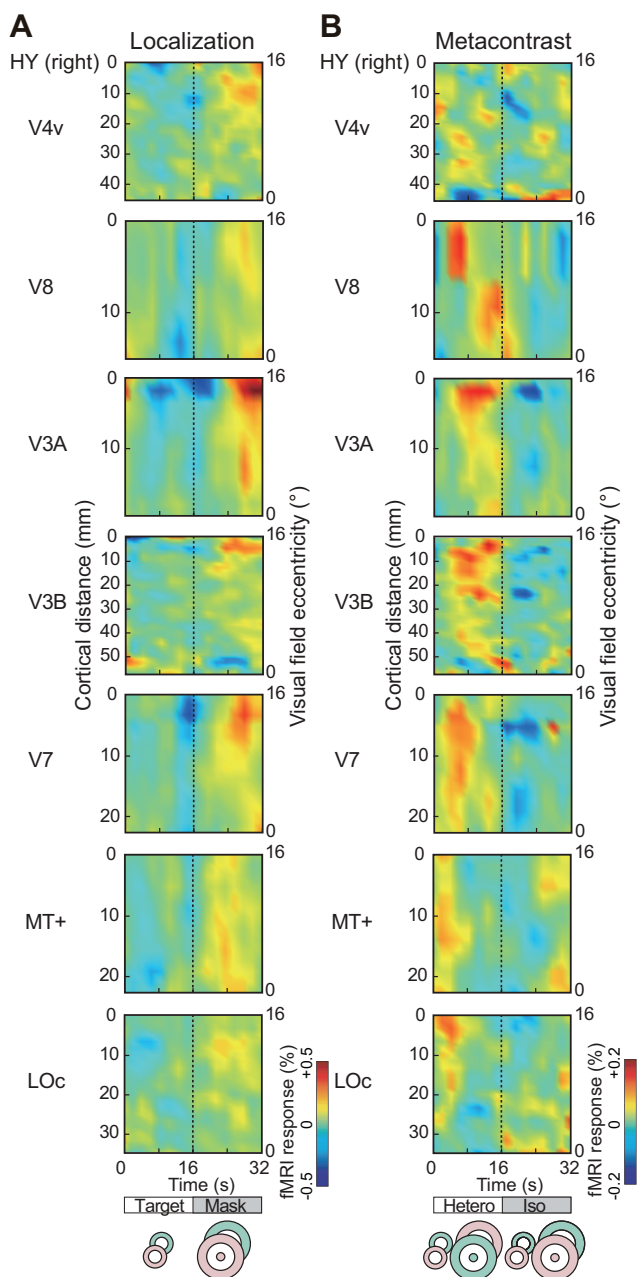 A
Localization
HY (right)
0
10
20
30
40
16
0
V4v
0
10
16
0
V8
0
10
16
0
V3A
0
10
20
30
40
50
16
0
V3B
0
10
20
16
0
V7
0
10
20
16
0
MT+
0
10
20
30
16
0
LOc
Cortical distance (mm)
Visual field eccentricity (°)
0 16 32
Time (s)
Target Mask
+0.5
0
-0.5
fMRI response (%)
B
Metacontrast
HY (right)
0
10
20
30
40
16
0
V4v
0
10
16
0
V8
0
10
16
0
V3A
0
10
20
30
40
50
16
0
V3B
0
10
20
16
0
V7
0
10
20
16
0
MT+
0
10
20
30
16
0
LOc
Cortical distance (mm)
Visual field eccentricity (°)
0 16 32
Time (s)
Hetero Iso
+0.2
0
-0.2
fMRI response (%)